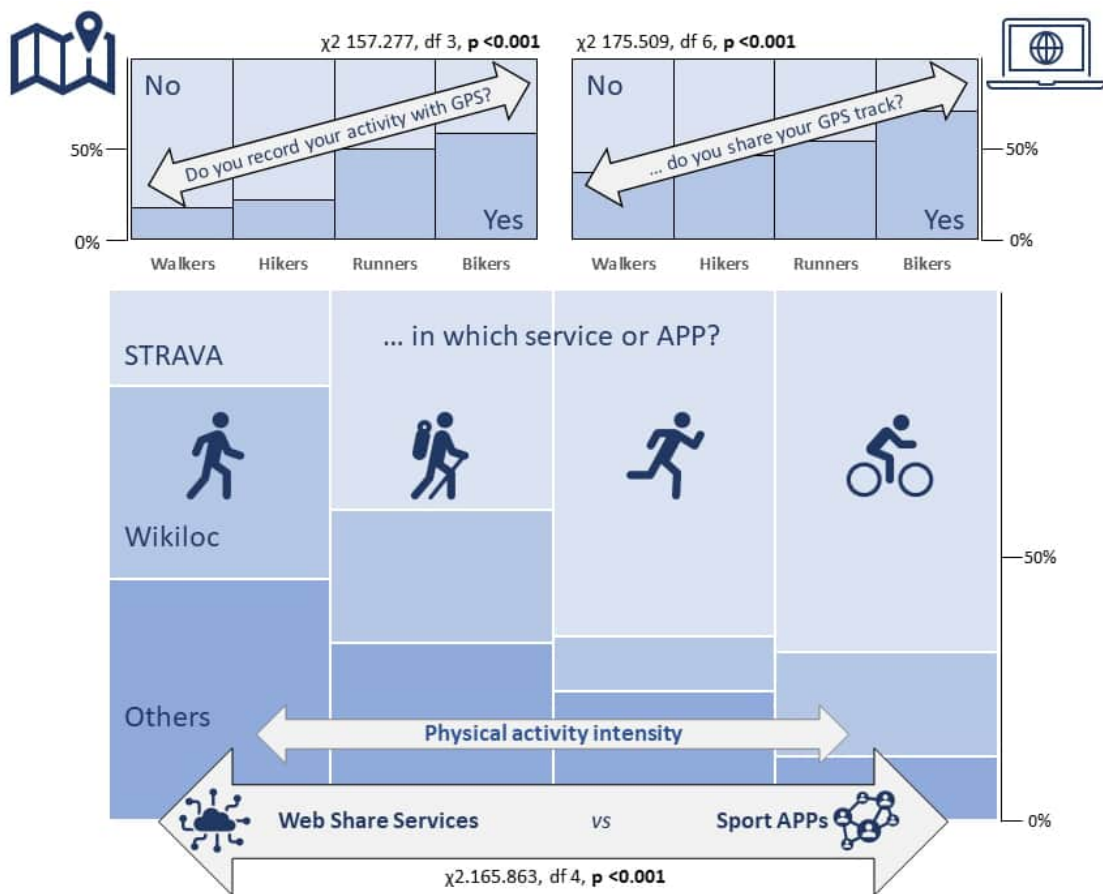 χ2 157.277, df 3, p <0.001
χ2 175.509, df 6, p <0.001
No
Do you record your activity with GPS?
50%
Yes
0%
No
... do you share your GPS track?
50%
Yes
0%
Walkers Hikers Runners Bikers
Walkers Hikers Runners Bikers
... in which service or APP?
STRAVA
Wikiloc
50%
Others
Physical activity intensity
Web Share Services vs Sport APPs
0%
χ2.165.863, df 4, p <0.001